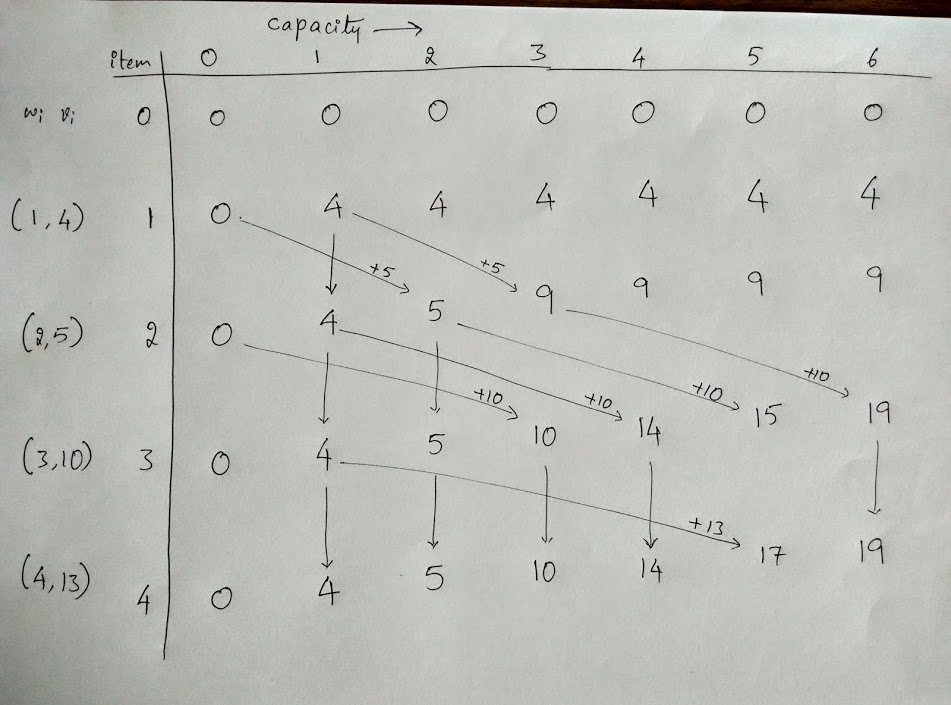 capacity →
item 0 1 2 3 4 5 6
wi vi 0 0 0 0 0 0 0 0
(1,4) 1 0 4 4 4 4 4 4
+5 +5
(2,5) 2 0 4 5 9 9 9 9
+10 +10 +10 +10
(3,10) 3 0 4 5 10 14 15 19
+13
(4,13) 4 0 4 5 10 14 17 19